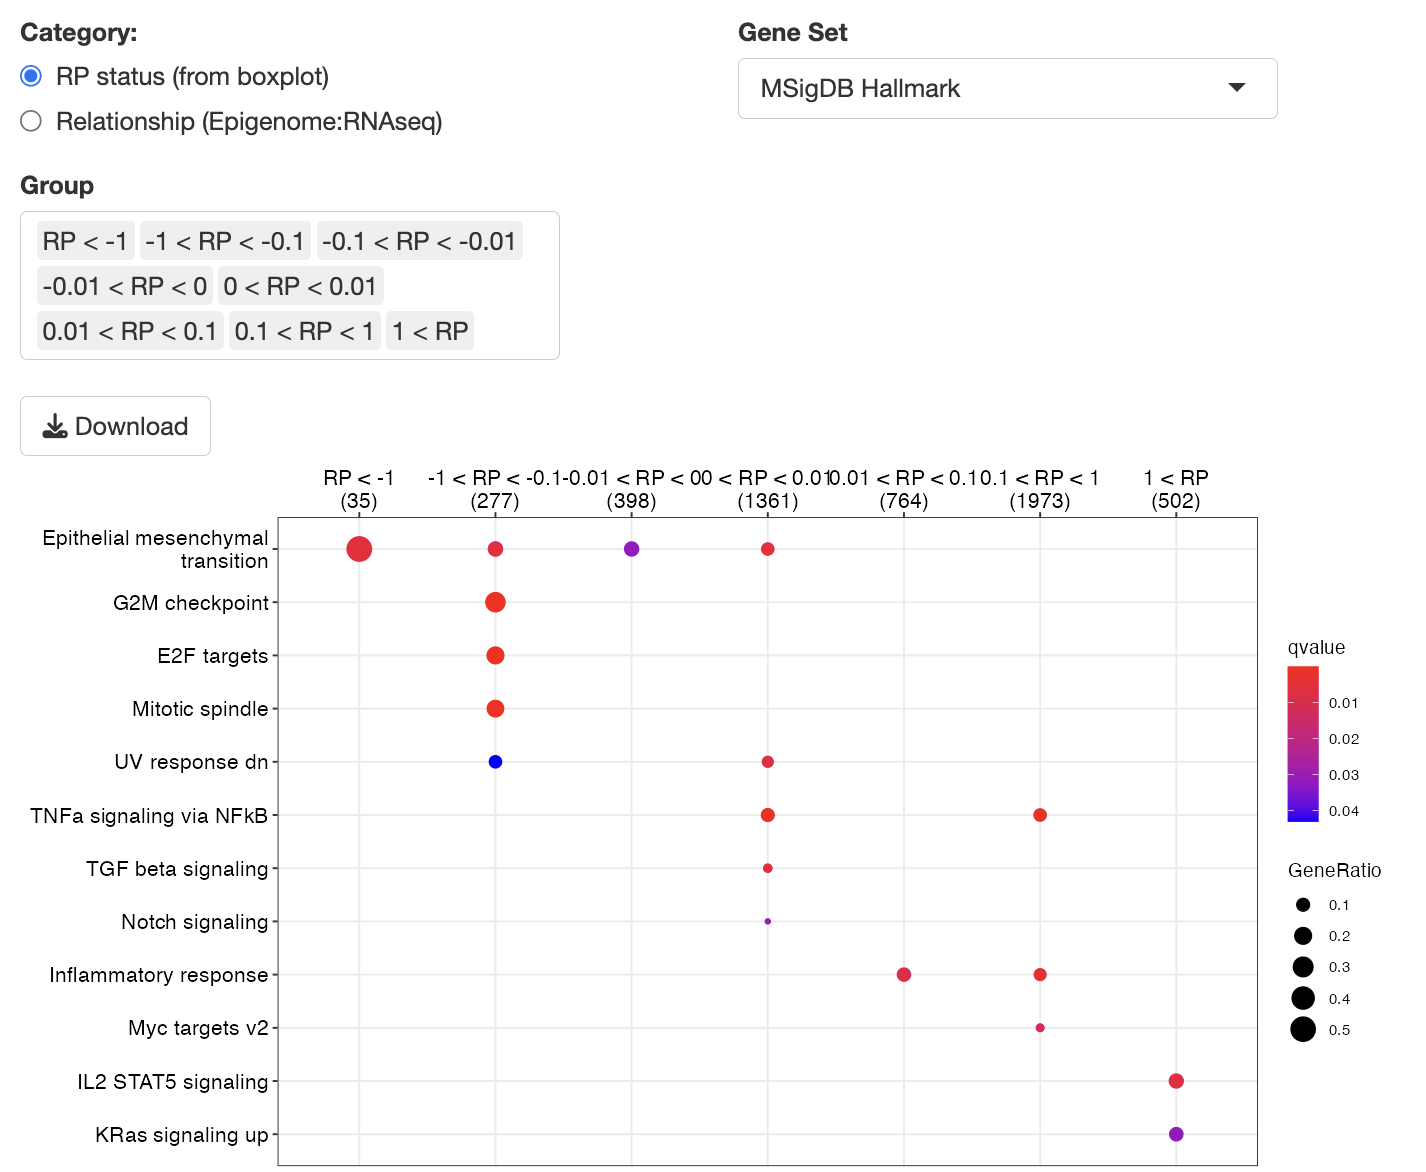 Category:
RP status (from boxplot)
Relationship (Epigenome:RNAseq)
Gene Set
MSigDB Hallmark
Group
RP < -1 -1 < RP < -0.1 -0.1 < RP < -0.01
-0.01 < RP < 0 0 < RP < 0.01
0.01 < RP < 0.1 0.1 < RP < 1 1 < RP
Download
RP < -1 -1 < RP < -0.1 -0.01 < RP < 0 0 < RP < 0.01 0.01 < RP < 0.1 0.1 < RP < 1 1 < RP
(35) (277) (398) (1361) (764) (1973) (502)
Epithelial mesenchymal
transition
G2M checkpoint
E2F targets
Mitotic spindle
UV response dn
TNFa signaling via NFkB
TGF beta signaling
Notch signaling
Inflammatory response
Myc targets v2
IL2 STAT5 signaling
KRas signaling up
qvalue
0.01
0.02
0.03
0.04
GeneRatio
0.1
0.2
0.3
0.4
0.5